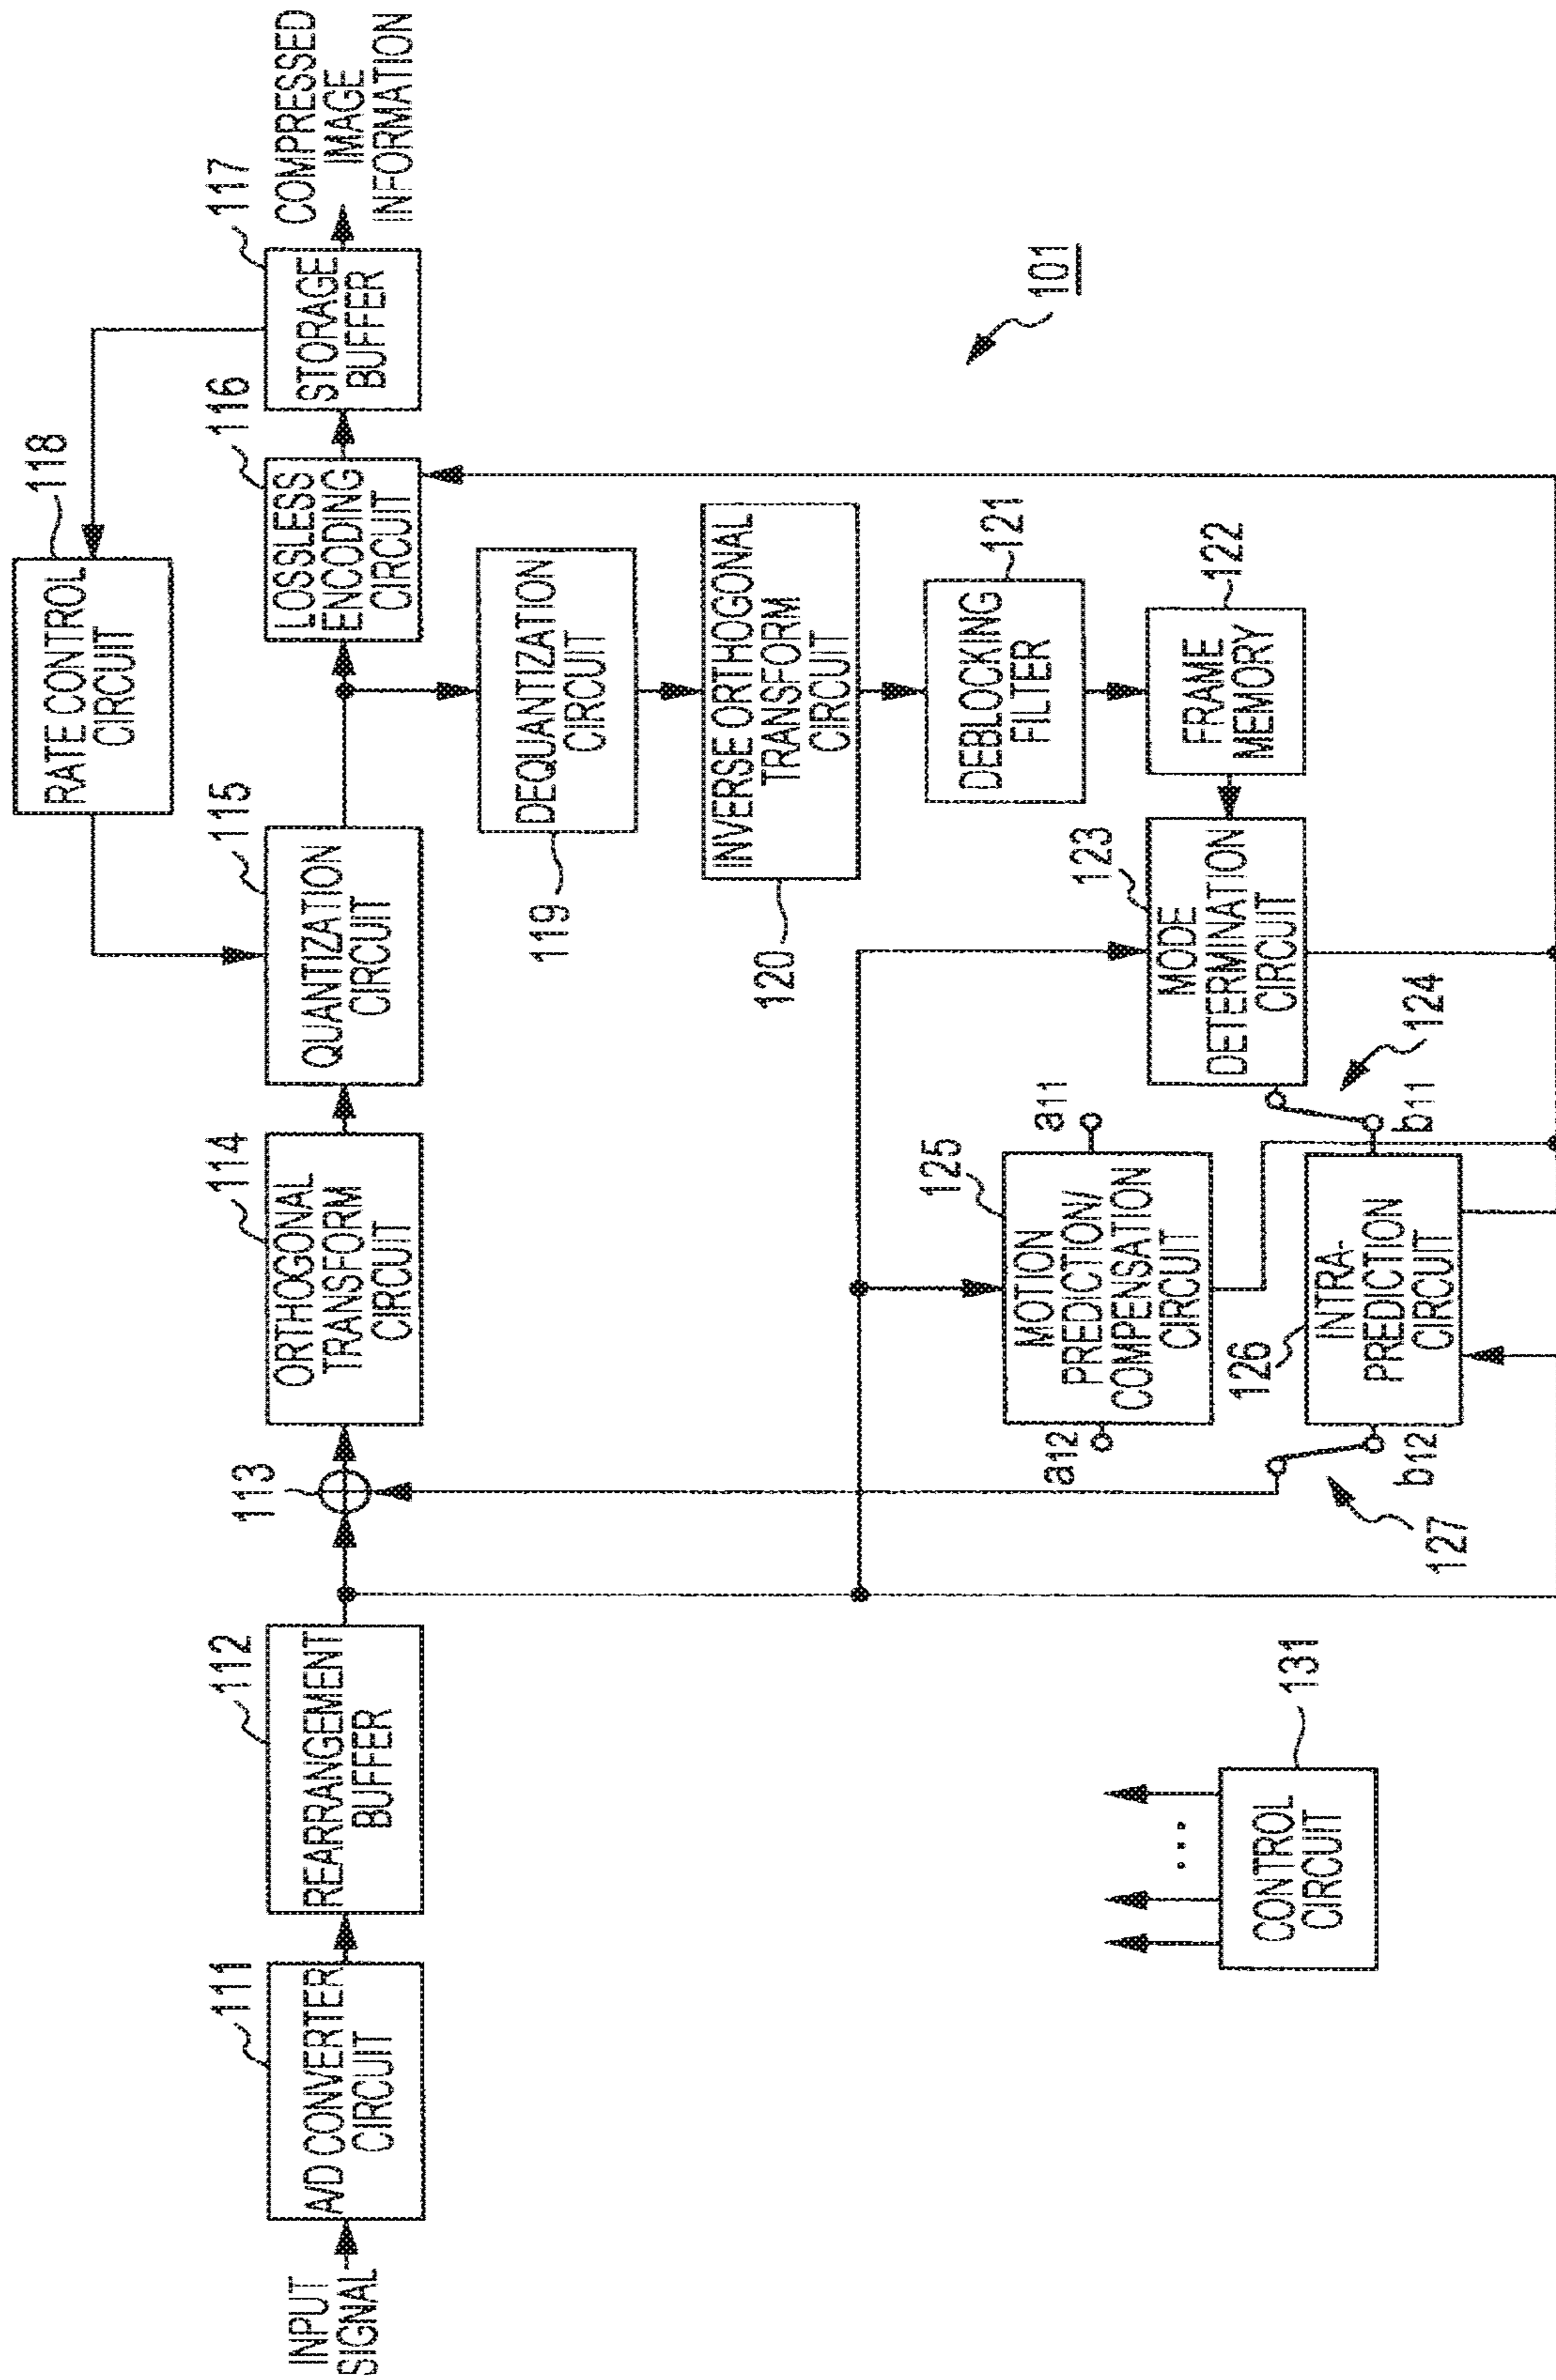 INPUT
SIGNAL
111
A/D CONVERTER
CIRCUIT
112
REARRANGEMENT
BUFFER
113
114
ORTHOGONAL
TRANSFORM
CIRCUIT
115
QUANTIZATION
CIRCUIT
118
RATE CONTROL
CIRCUIT
116
LOSSLESS
ENCODING
CIRCUIT
117
STORAGE
BUFFER
COMPRESSED
IMAGE
INFORMATION
101
DEQUANTIZATION
CIRCUIT
119
INVERSE ORTHOGONAL
TRANSFORM
CIRCUIT
120
121
DEBLOCKING
FILTER
122
FRAME
MEMORY
123
MODE
DETERMINATION
CIRCUIT
124
a11
b11
125
MOTION
PREDICTION/
COMPENSATION
CIRCUIT
a12
126
INTRA-
PREDICTION
CIRCUIT
b12
127
131
CONTROL
CIRCUIT
...